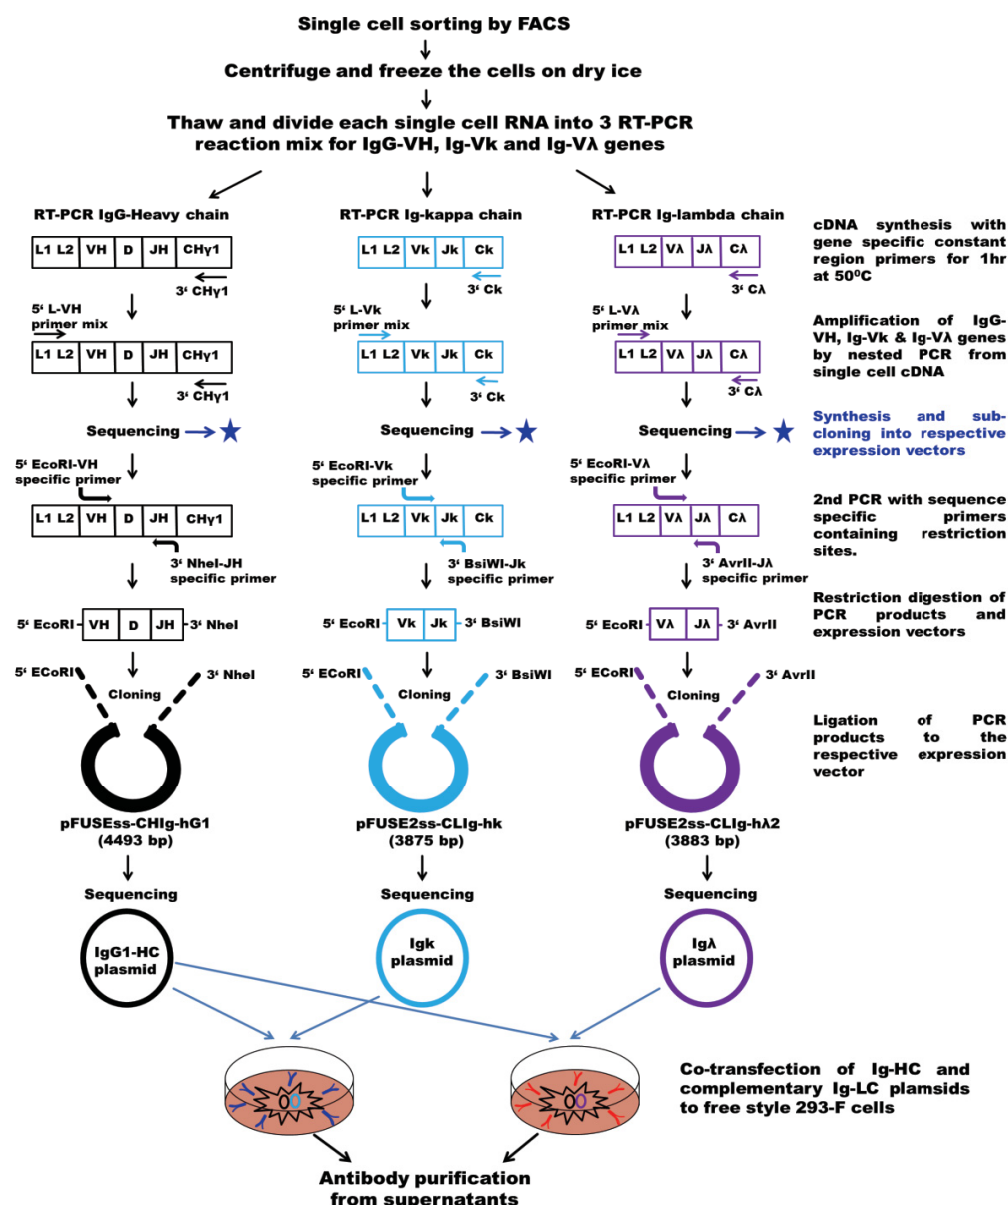 Single cell sorting by FACS
Centrifuge and freeze the cells on dry ice
Thaw and divide each single cell RNA into 3 RT-PCR
reaction mix for IgG-VH, Ig-Vk and Ig-Vλ genes
RT-PCR IgG-Heavy chain
RT-PCR Ig-kappa chain
RT-PCR Ig-lambda chain
L1 L2 VH D JH CHγ1
L1 L2 Vk Jk Ck
L1 L2 Vλ Jλ Cλ
3‘ CHγ1
3‘ Ck
3‘ Cλ
cDNA synthesis with
gene specific constant
region primers for 1hr
at 50⁰C
5‘ L-VH
primer mix
5‘ L-Vk
primer mix
5‘ L-Vλ
primer mix
L1 L2 VH D JH CHγ1
L1 L2 Vk Jk Ck
L1 L2 Vλ Jλ Cλ
3‘ CHγ1
3‘ Ck
3‘ Cλ
Amplification of IgG-
VH, Ig-Vk & Ig-Vλ genes
by nested PCR from
single cell cDNA
Sequencing
Sequencing
Sequencing
Synthesis and sub-
cloning into respective
expression vectors
5‘ EcoRI-VH
specific primer
5‘ EcoRI-Vk
specific primer
5‘ EcoRI-Vλ
specific primer
L1 L2 VH D JH CHγ1
L1 L2 Vk Jk Ck
L1 L2 Vλ Jλ Cλ
3‘ NheI-JH
specific primer
3‘ BsiWI-Jk
specific primer
3‘ AvrII-Jλ
specific primer
2nd PCR with sequence
specific primers
containing restriction
sites.
5‘ EcoRI VH D JH 3‘ NheI
5‘ EcoRI Vk Jk 3‘ BsiWI
5‘ EcoRI Vλ Jλ 3‘ AvrII
Restriction digestion of
PCR products and
expression vectors
5‘ ECoRI
3‘ NheI
Cloning
5‘ ECoRI
3‘ BsiWI
Cloning
5‘ ECoRI
3‘ AvrII
Cloning
Ligation of PCR
products to the
respective expression
vector
pFUSEss-CHIg-hG1
(4493 bp)
pFUSE2ss-CLIg-hk
(3875 bp)
pFUSE2ss-CLIg-hλ2
(3883 bp)
Sequencing
Sequencing
Sequencing
IgG1-HC
plasmid
Igk
plasmid
Igλ
plasmid
Co-transfection of Ig-HC and
complementary Ig-LC plamsids
to free style 293-F cells
Antibody purification
from supernatants